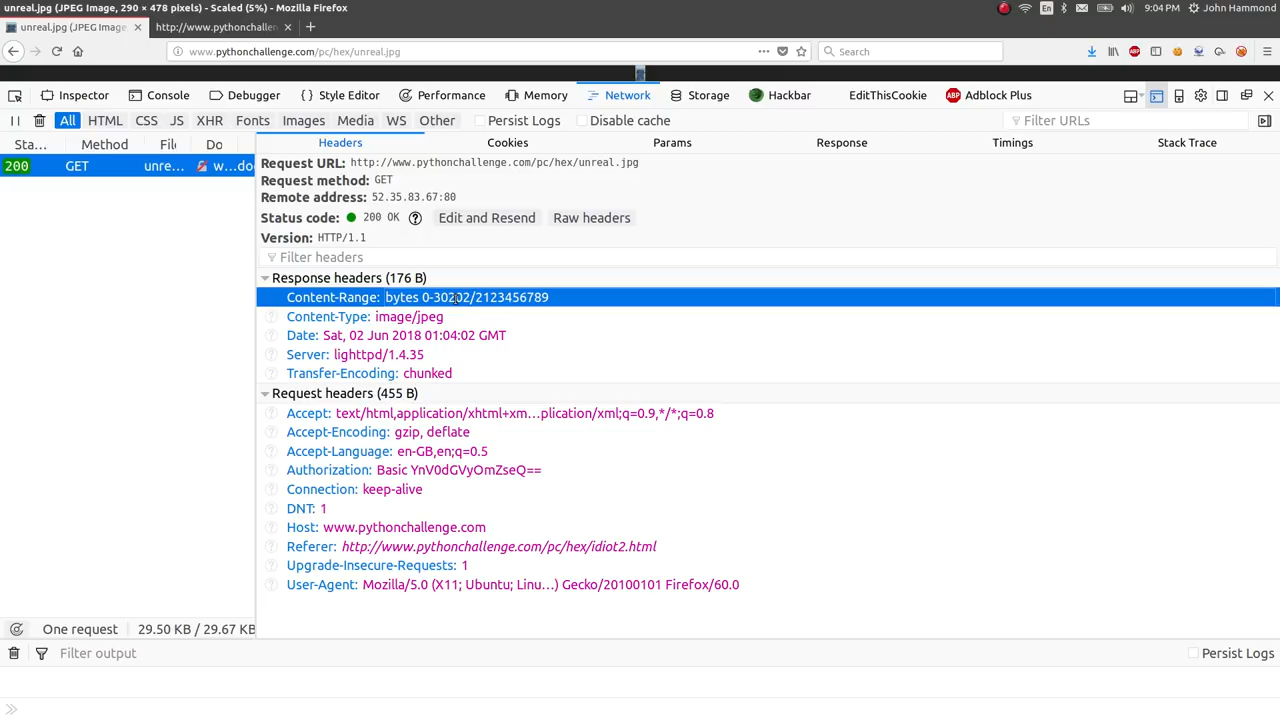 unreal.jpg (JPEG Image, 290 × 478 pixels) - Scaled (5%) - Mozilla Firefox
En 9:04 PM John Hammond
unreal.jpg (JPEG Image, http://www.pythonchallen
www.pythonchallenge.com/pc/hex/unreal.jpg Search
Inspector Console Debugger Style Editor Performance Memory Network Storage Hackbar EditThisCookie ABP Adblock Plus
All HTML CSS JS XHR Fonts Images Media WS Other Persist Logs Disable cache Filter URLs
Sta… Method File Do Headers Cookies Params Response Timings Stack Trace
200 GET unre… w…do
Request URL: http://www.pythonchallenge.com/pc/hex/unreal.jpg
Request method: GET
Remote address: 52.35.83.67:80
Status code: 200 OK Edit and Resend Raw headers
Version: HTTP/1.1
Filter headers
Response headers (176 B)
Content-Range: bytes 0-30202/2123456789
Content-Type: image/jpeg
Date: Sat, 02 Jun 2018 01:04:02 GMT
Server: lighttpd/1.4.35
Transfer-Encoding: chunked
Request headers (455 B)
Accept: text/html,application/xhtml+xm…plication/xml;q=0.9,*/*;q=0.8
Accept-Encoding: gzip, deflate
Accept-Language: en-GB,en;q=0.5
Authorization: Basic YnV0dGVyOmZseQ==
Connection: keep-alive
DNT: 1
Host: www.pythonchallenge.com
Referer: http://www.pythonchallenge.com/pc/hex/idiot2.html
Upgrade-Insecure-Requests: 1
User-Agent: Mozilla/5.0 (X11; Ubuntu; Linu…) Gecko/20100101 Firefox/60.0
One request 29.50 KB / 29.67 KB
Filter output Persist Logs